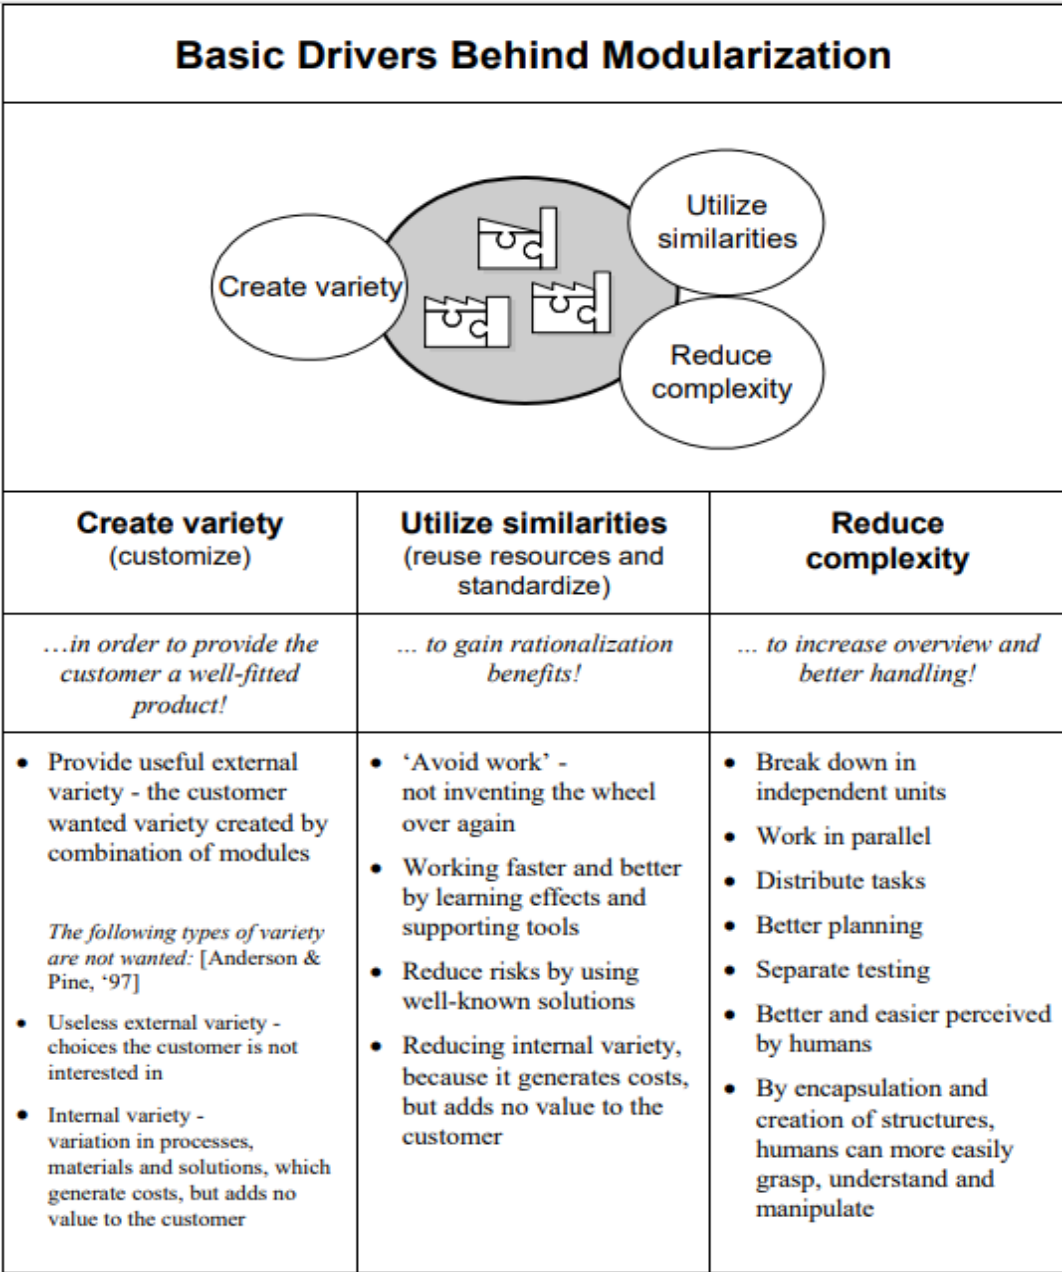 Basic Drivers Behind Modularization
Create variety
Utilize
similarities
Reduce
complexity
Create variety
(customize)
…in order to provide the
customer a well-fitted
product!
• Provide useful external
variety - the customer
wanted variety created by
combination of modules
The following types of variety
are not wanted: [Anderson &
Pine, ‘97]
• Useless external variety -
choices the customer is not
interested in
• Internal variety -
variation in processes,
materials and solutions, which
generate costs, but adds no
value to the customer
Utilize similarities
(reuse resources and
standardize)
... to gain rationalization
benefits!
• ‘Avoid work’ -
not inventing the wheel
over again
• Working faster and better
by learning effects and
supporting tools
• Reduce risks by using
well-known solutions
• Reducing internal variety,
because it generates costs,
but adds no value to the
customer
Reduce
complexity
... to increase overview and
better handling!
• Break down in
independent units
• Work in parallel
• Distribute tasks
• Better planning
• Separate testing
• Better and easier perceived
by humans
• By encapsulation and
creation of structures,
humans can more easily
grasp, understand and
manipulate